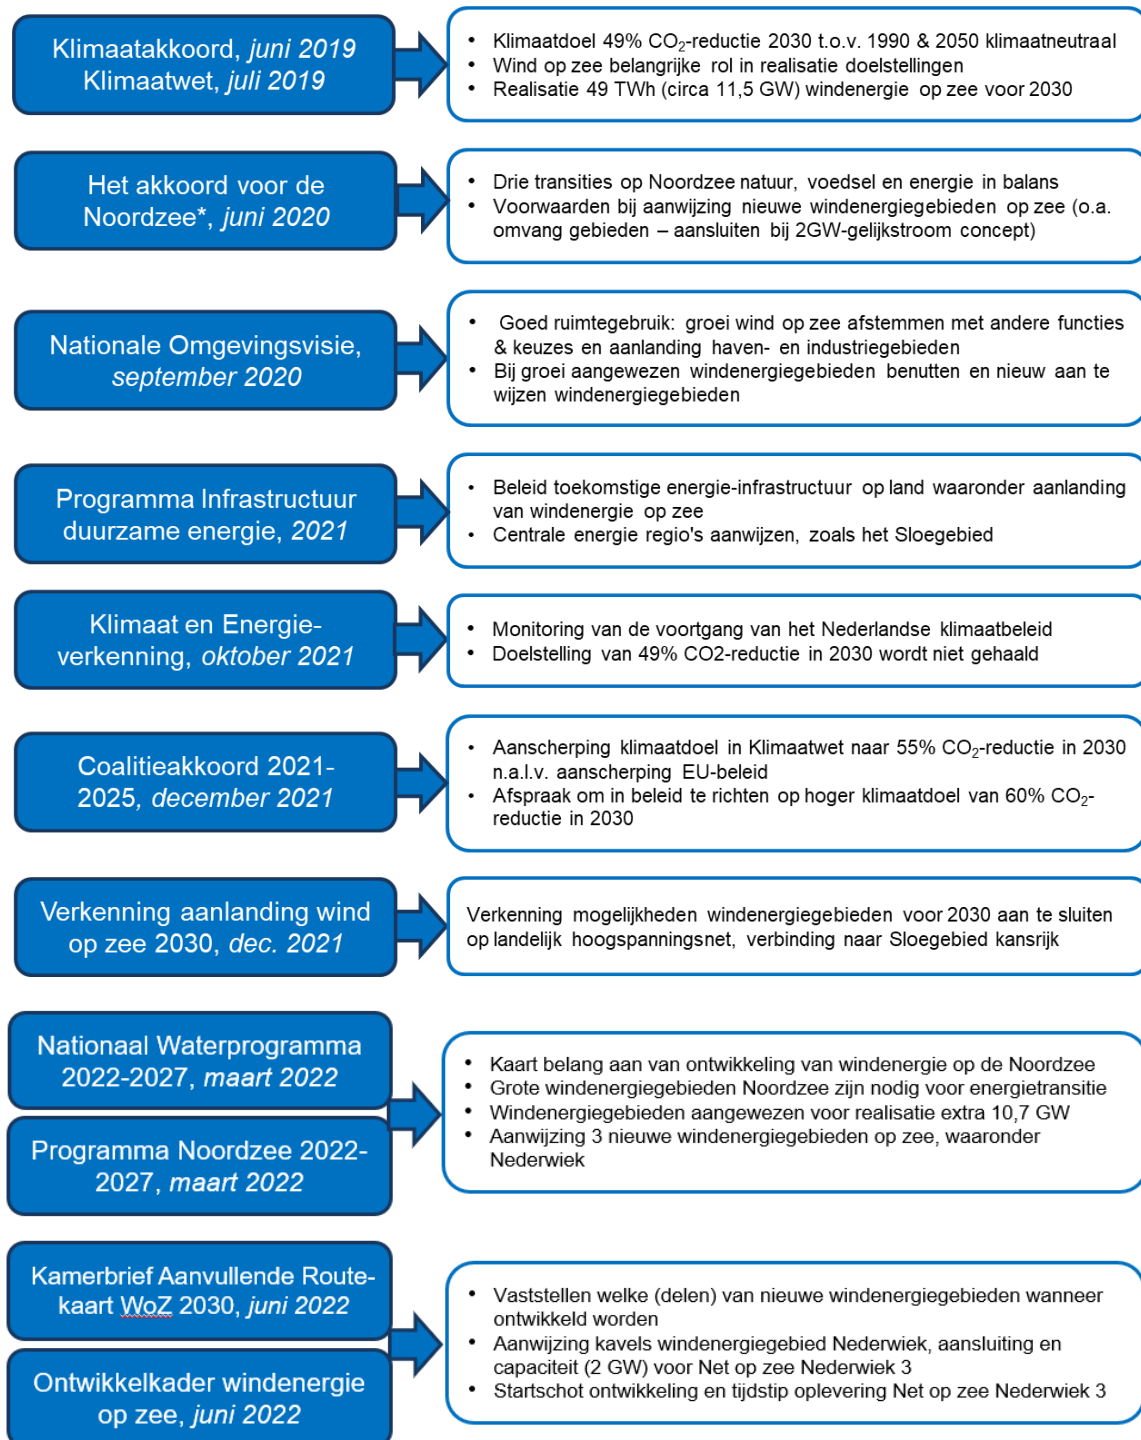 Klimaatakkoord, juni 2019
Klimaatwet, juli 2019
• Klimaatdoel 49% CO₂-reductie 2030 t.o.v. 1990 & 2050 klimaatneutraal
• Wind op zee belangrijke rol in realisatie doelstellingen
• Realisatie 49 TWh (circa 11,5 GW) windenergie op zee voor 2030
Het akkoord voor de
Noordzee*, juni 2020
• Drie transities op Noordzee natuur, voedsel en energie in balans
• Voorwaarden bij aanwijzing nieuwe windenergiegebieden op zee (o.a.
omvang gebieden – aansluiten bij 2GW-gelijkstroom concept)
Nationale Omgevingsvisie,
september 2020
• Goed ruimtegebruik: groei wind op zee afstemmen met andere functies
& keuzes en aanlanding haven- en industriegebieden
• Bij groei aangewezen windenergiegebieden benutten en nieuw aan te
wijzen windenergiegebieden
Programma Infrastructuur
duurzame energie, 2021
• Beleid toekomstige energie-infrastructuur op land waaronder aanlanding
van windenergie op zee
• Centrale energie regio's aanwijzen, zoals het Sloegebied
Klimaat en Energie-
verkenning, oktober 2021
• Monitoring van de voortgang van het Nederlandse klimaatbeleid
• Doelstelling van 49% CO2-reductie in 2030 wordt niet gehaald
Coalitieakkoord 2021-
2025, december 2021
• Aanscherping klimaatdoel in Klimaatwet naar 55% CO₂-reductie in 2030
n.a.l.v. aanscherping EU-beleid
• Afspraak om in beleid te richten op hoger klimaatdoel van 60% CO₂-
reductie in 2030
Verkenning aanlanding wind
op zee 2030, dec. 2021
Verkenning mogelijkheden windenergiegebieden voor 2030 aan te sluiten
op landelijk hoogspanningsnet, verbinding naar Sloegebied kansrijk
Nationaal Waterprogramma
2022-2027, maart 2022
Programma Noordzee 2022-
2027, maart 2022
• Kaart belang aan van ontwikkeling van windenergie op de Noordzee
• Grote windenergiegebieden Noordzee zijn nodig voor energietransitie
• Windenergiegebieden aangewezen voor realisatie extra 10,7 GW
• Aanwijzing 3 nieuwe windenergiegebieden op zee, waaronder
Nederwiek
Kamerbrief Aanvullende Route-
kaart WoZ 2030, juni 2022
Ontwikkelkader windenergie
op zee, juni 2022
• Vaststellen welke (delen) van nieuwe windenergiegebieden wanneer
ontwikkeld worden
• Aanwijzing kavels windenergiegebied Nederwiek, aansluiting en
capaciteit (2 GW) voor Net op zee Nederwiek 3
• Startschot ontwikkeling en tijdstip oplevering Net op zee Nederwiek 3